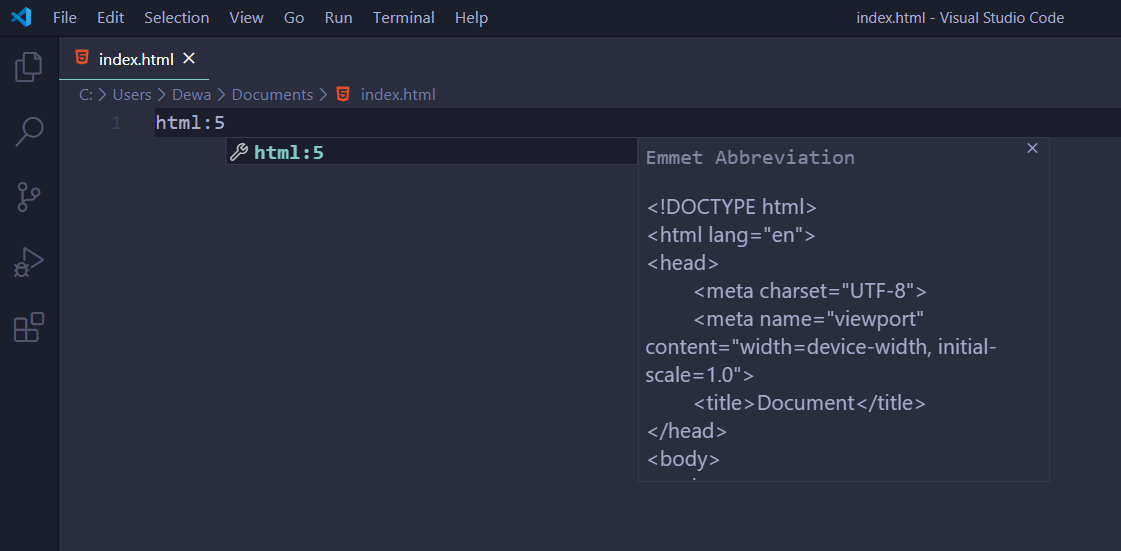 File Edit Selection View Go Run Terminal Help index.html - Visual Studio Code
index.html
C: > Users > Dewa > Documents > index.html
1 html:5
html:5
Emmet Abbreviation
<!DOCTYPE html>
<html lang="en">
<head>
<meta charset="UTF-8">
<meta name="viewport"
content="width=device-width, initial-
scale=1.0">
<title>Document</title>
</head>
<body>